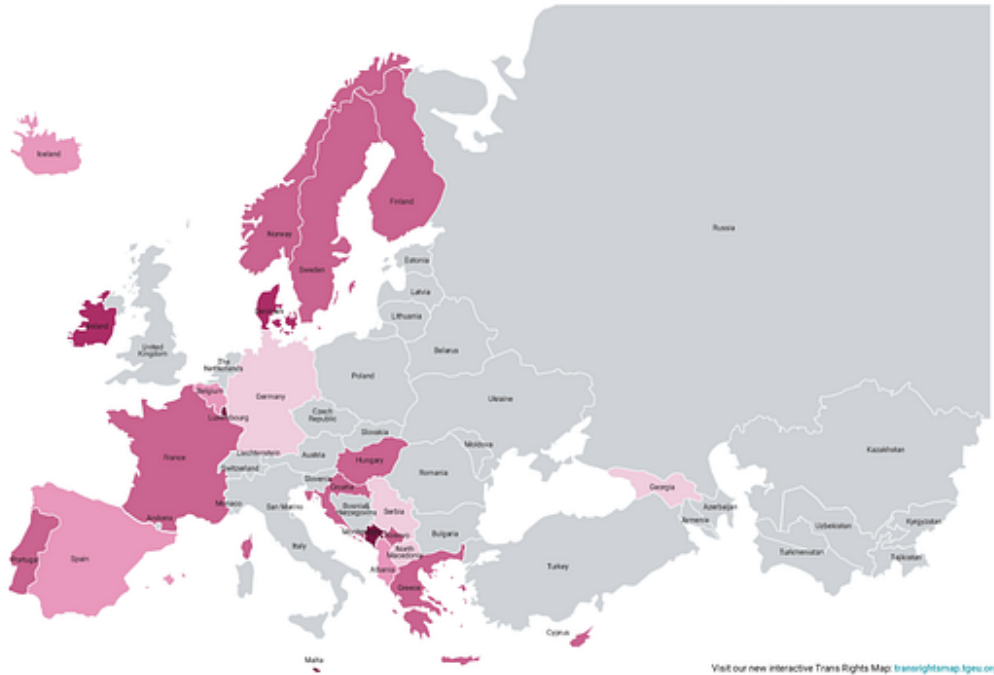 Iceland
Finland
Norway
Sweden
Russia
Estonia
Latvia
Lithuania
Ireland
United
Kingdom
The
Netherlands
Belarus
Poland
Belgium
Germany
Ukraine
Luxembourg
Czech
Republic
Slovakia
Moldova
Kazakhstan
France
Liechtenstein
Austria
Hungary
Switzerland
Romania
Slovenia
Croatia
Georgia
Monaco
San Marino
Bosnia
Herzegovina
Serbia
Azerbaijan
Andorra
Armenia
Uzbekistan
Kyrgyzstan
Bulgaria
Italy
North
Macedonia
Turkmenistan
Tajikistan
Portugal
Spain
Albania
Turkey
Greece
Cyprus
Malta
Visit our new interactive Trans Rights Map: transrightsmap.tgeu.or